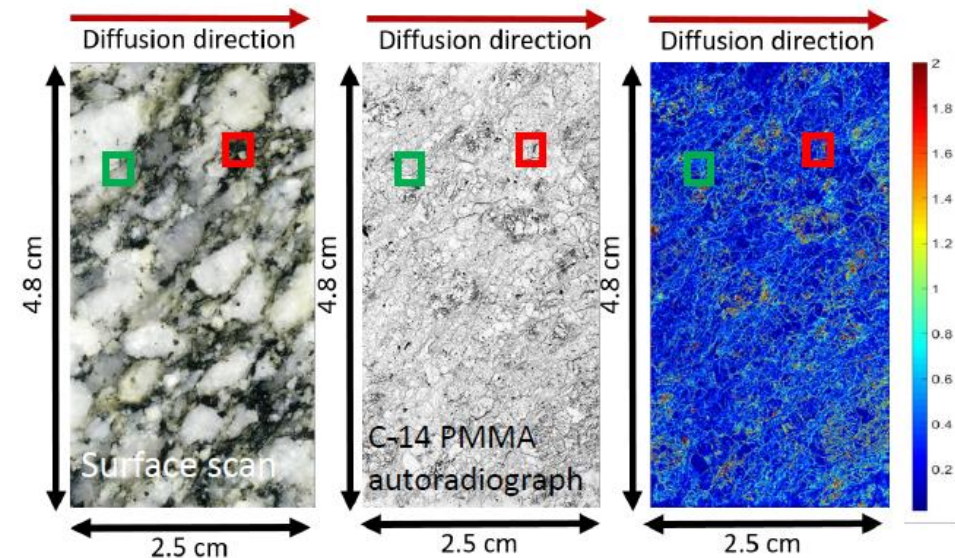 Diffusion direction
Diffusion direction
Diffusion direction
4.8 cm
Surface scan
2.5 cm
4.8 cm
C-14 PMMA
autoradiograph
2.5 cm
4.8 cm
2.5 cm
2
1.8
1.6
1.4
1.2
1
0.8
0.6
0.4
0.2